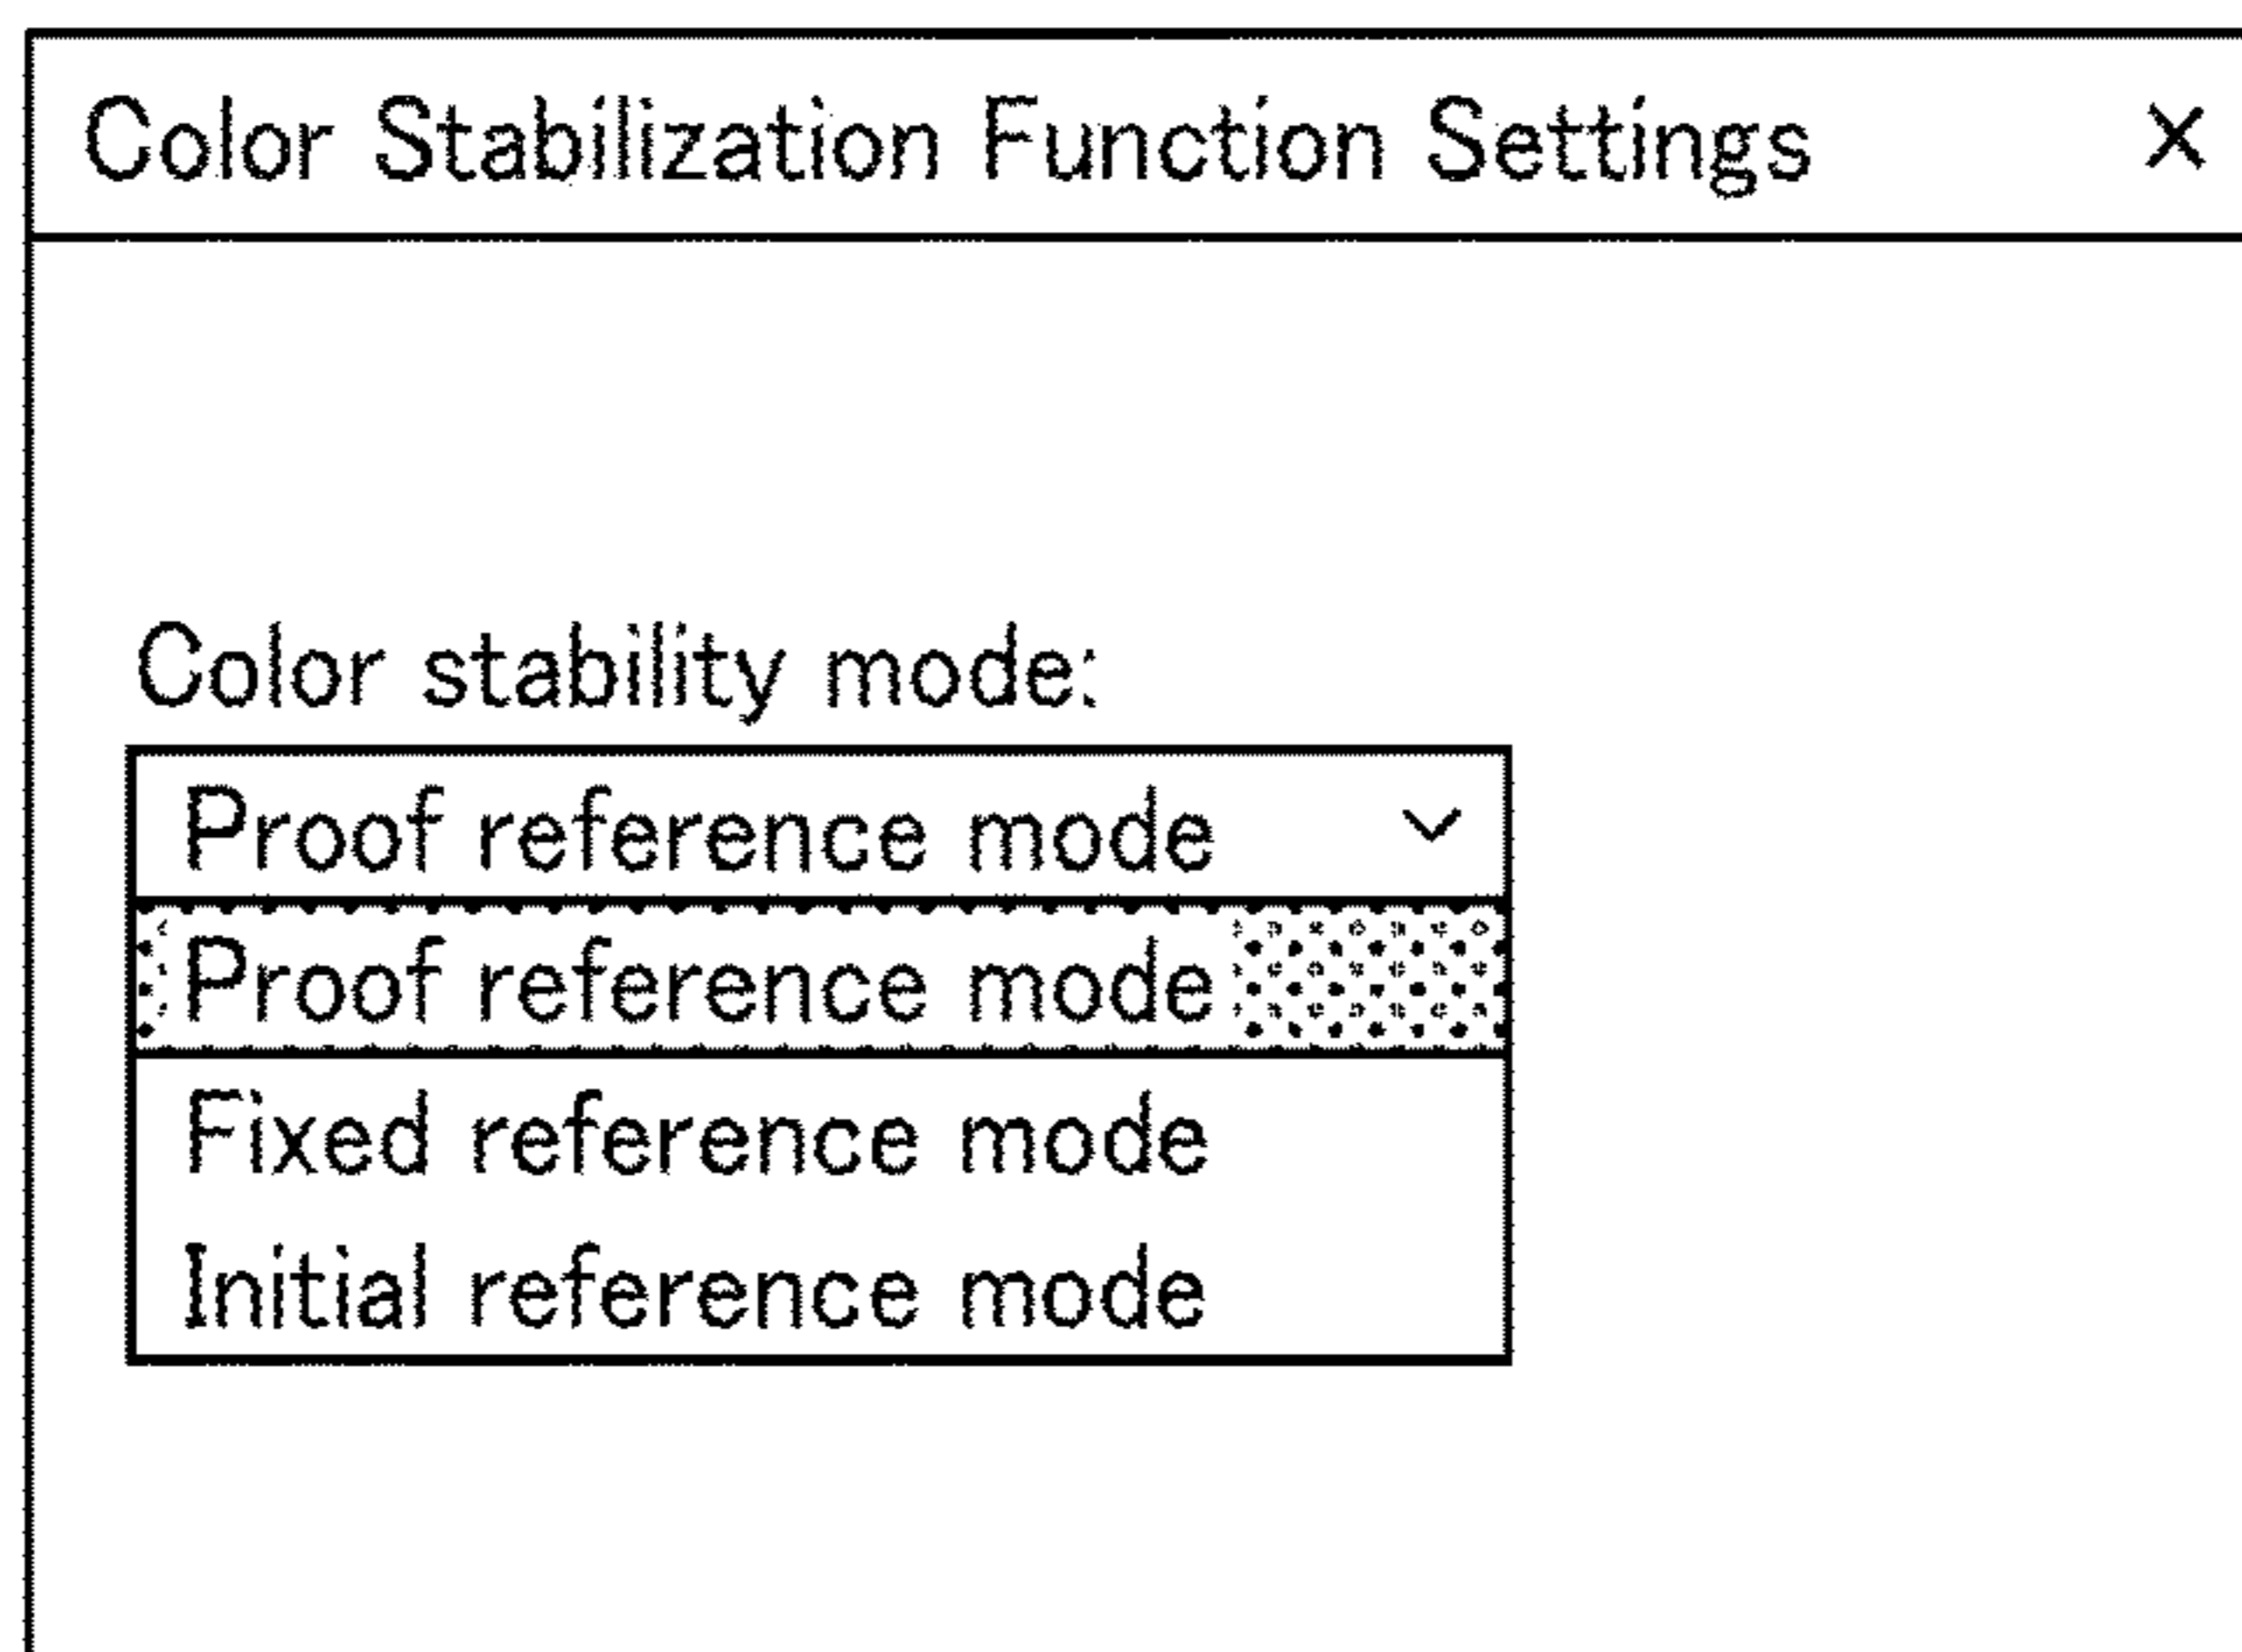 Color Stabilization Function Settings ×
Color stability mode:
Proof reference mode
Proof reference mode
Fixed reference mode
Initial reference mode